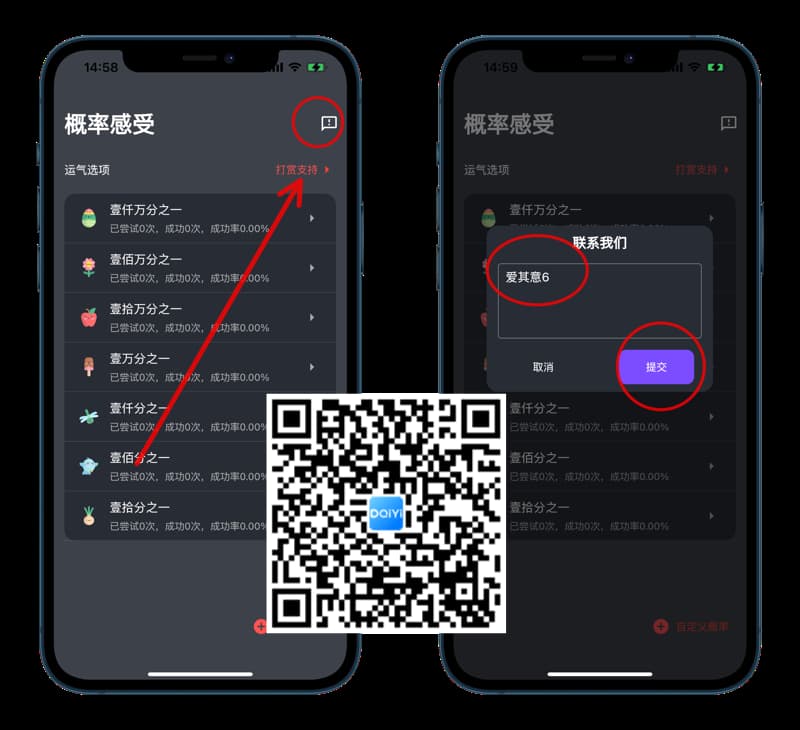 14:58
概率感受
运气选项
打赏支持
壹仟万分之一
已尝试0次，成功0次，成功率0.00%
壹佰万分之一
已尝试0次，成功0次，成功率0.00%
壹拾万分之一
已尝试0次，成功0次，成功率0.00%
壹万分之一
已尝试0次，成功0次，成功率0.00%
壹仟分之一
已尝试0次，成功0次，成功率0.00%
壹佰分之一
已尝试0次，成功0次，成功率0.00%
壹拾分之一
已尝试0次，成功0次，成功率0.00%
14:59
概率感受
运气选项
打赏支持
壹仟万分之一
联系我们
爱其意6
取消
提交
壹仟分之一
已尝试0次，成功0次，成功率0.00%
壹佰分之一
已尝试0次，成功0次，成功率0.00%
壹拾分之一
已尝试0次，成功0次，成功率0.00%
自定义概率
DAIYI